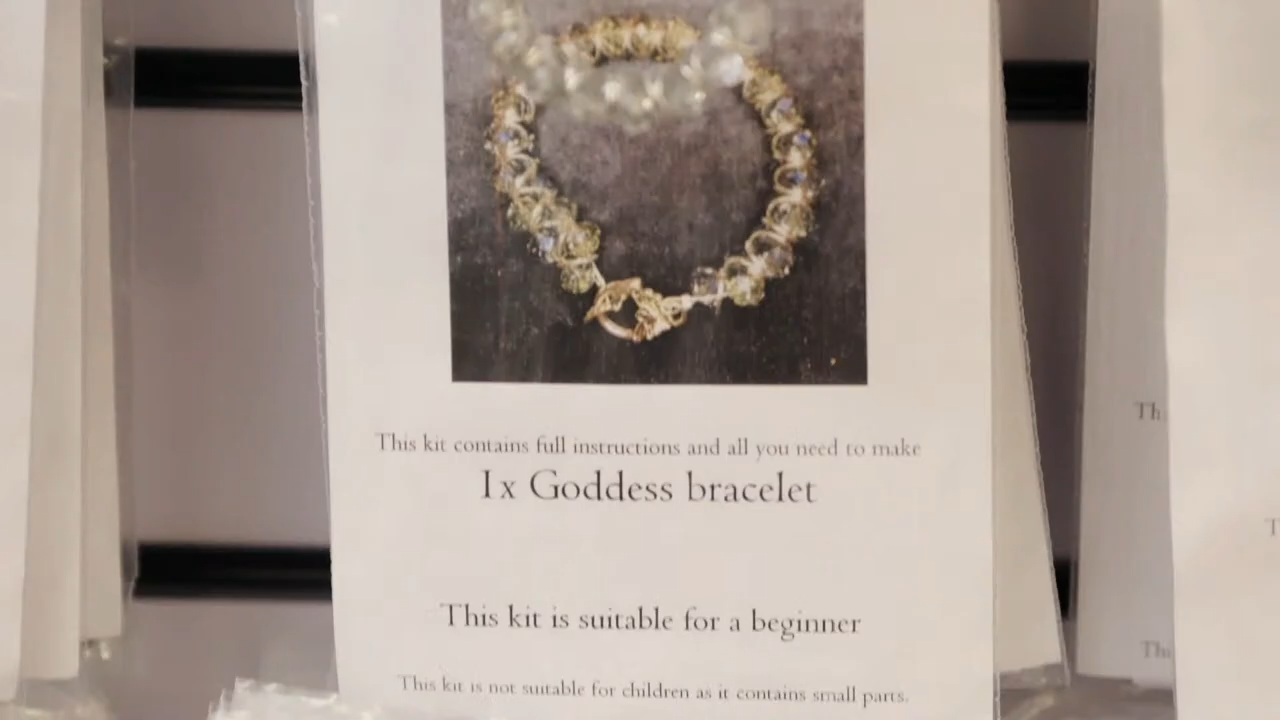 This kit contains full instructions and all you need to make
1x Goddess bracelet
This kit is suitable for a beginner
This kit is not suitable for children as it contains small parts.